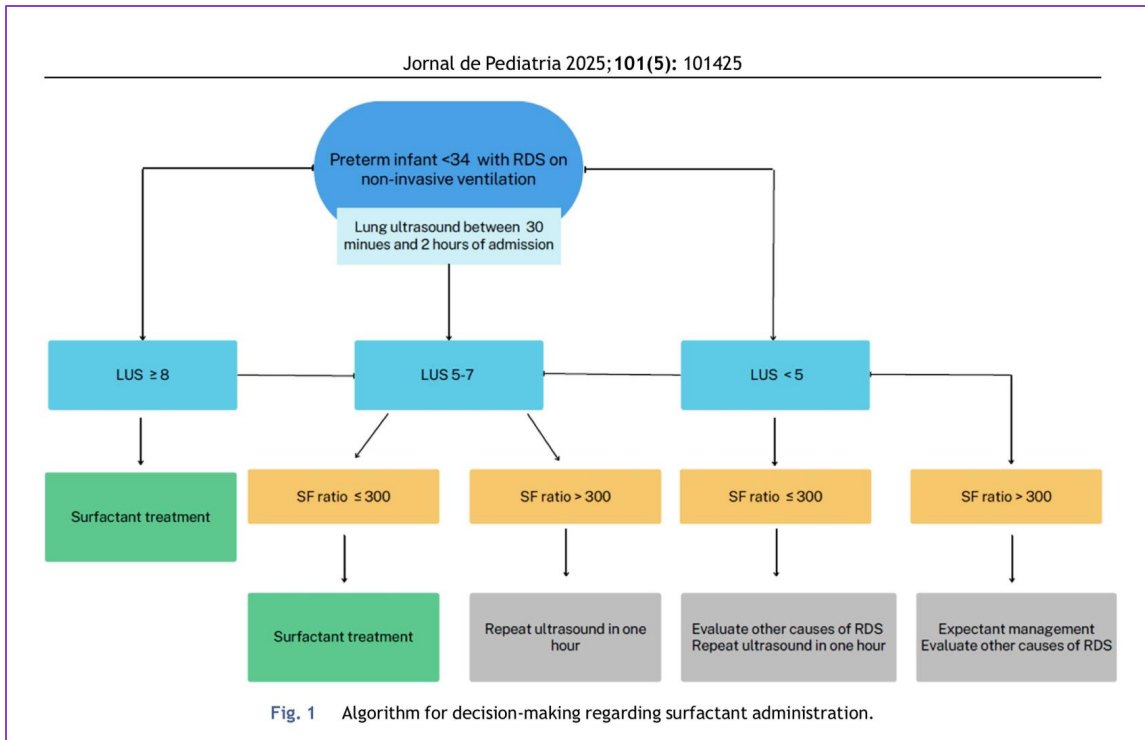 Jornal de Pediatria 2025;101(5): 101425
Preterm infant <34 with RDS on
non-invasive ventilation
Lung ultrasound between 30
minues and 2 hours of admission
LUS ≥ 8
LUS 5-7
LUS < 5
Surfactant treatment
SF ratio ≤ 300
SF ratio > 300
SF ratio ≤ 300
SF ratio > 300
Surfactant treatment
Repeat ultrasound in one
hour
Evaluate other causes of RDS
Repeat ultrasound in one hour
Expectant management
Evaluate other causes of RDS
Fig. 1 Algorithm for decision-making regarding surfactant administration.